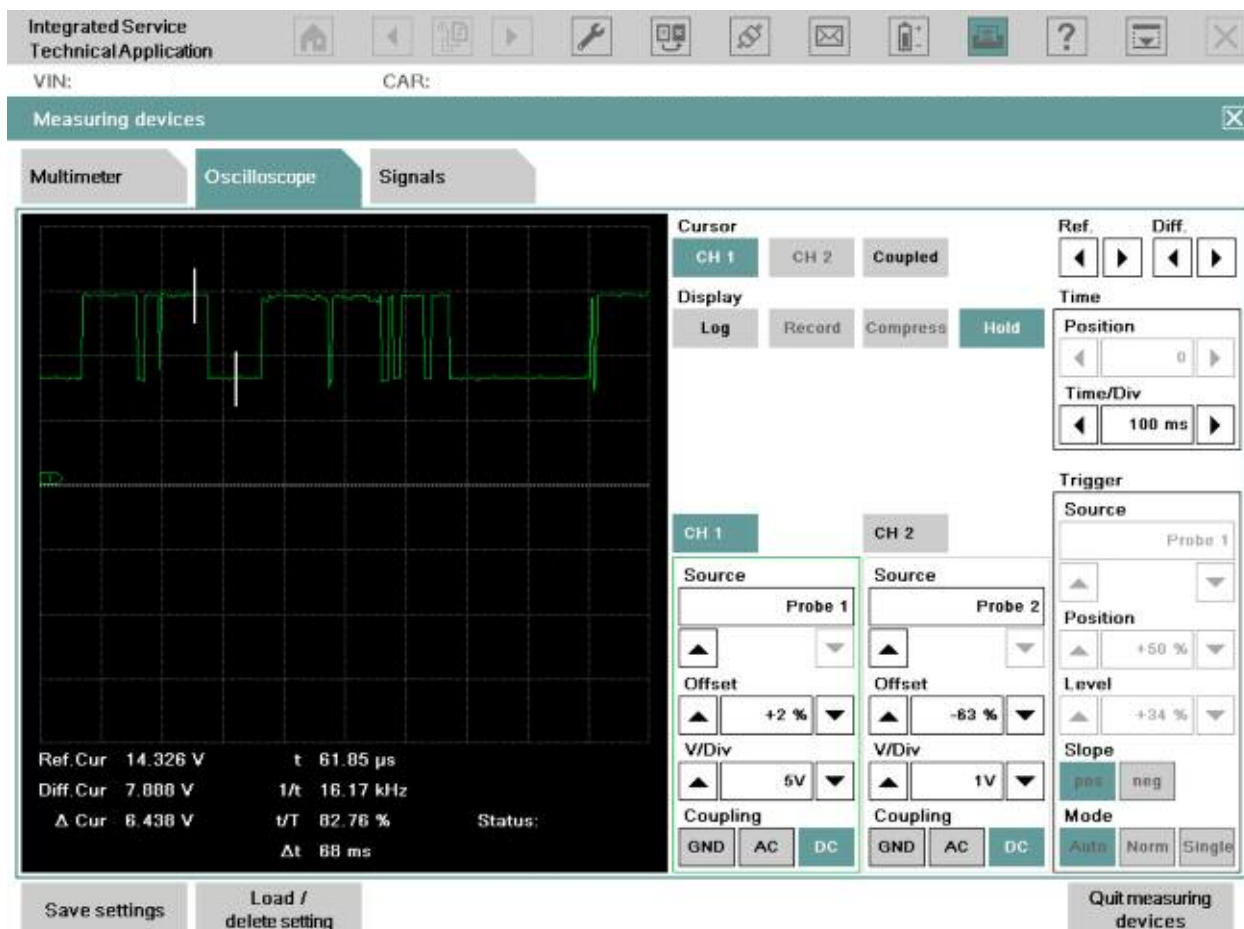 Integrated Service
Technical Application
?
VIN: CAR:
Measuring devices
Multimeter Oscilloscope Signals
Cursor
CH 1 CH 2 Coupled
Display
Log Record Compress Hold
Ref. Diff.
Time
Position
0
Time/Div
100 ms
1
CH 1 CH 2
Source Source
Probe 1 Probe 2
Offset Offset
+2 % -63 %
V/Div V/Div
5V 1V
Coupling Coupling
GND AC DC GND AC DC
Trigger
Source
Probe 1
Position
+50 %
Level
+34 %
Slope
pos neg
Mode
Auto Norm Single
Ref.Cur 14.326 V t 61.85 µs
Diff.Cur 7.888 V 1/t 16.17 kHz
Δ Cur 6.438 V t/T 82.76 % Status:
Δt 68 ms
Save settings
Load /
delete setting
Quit measuring
devices